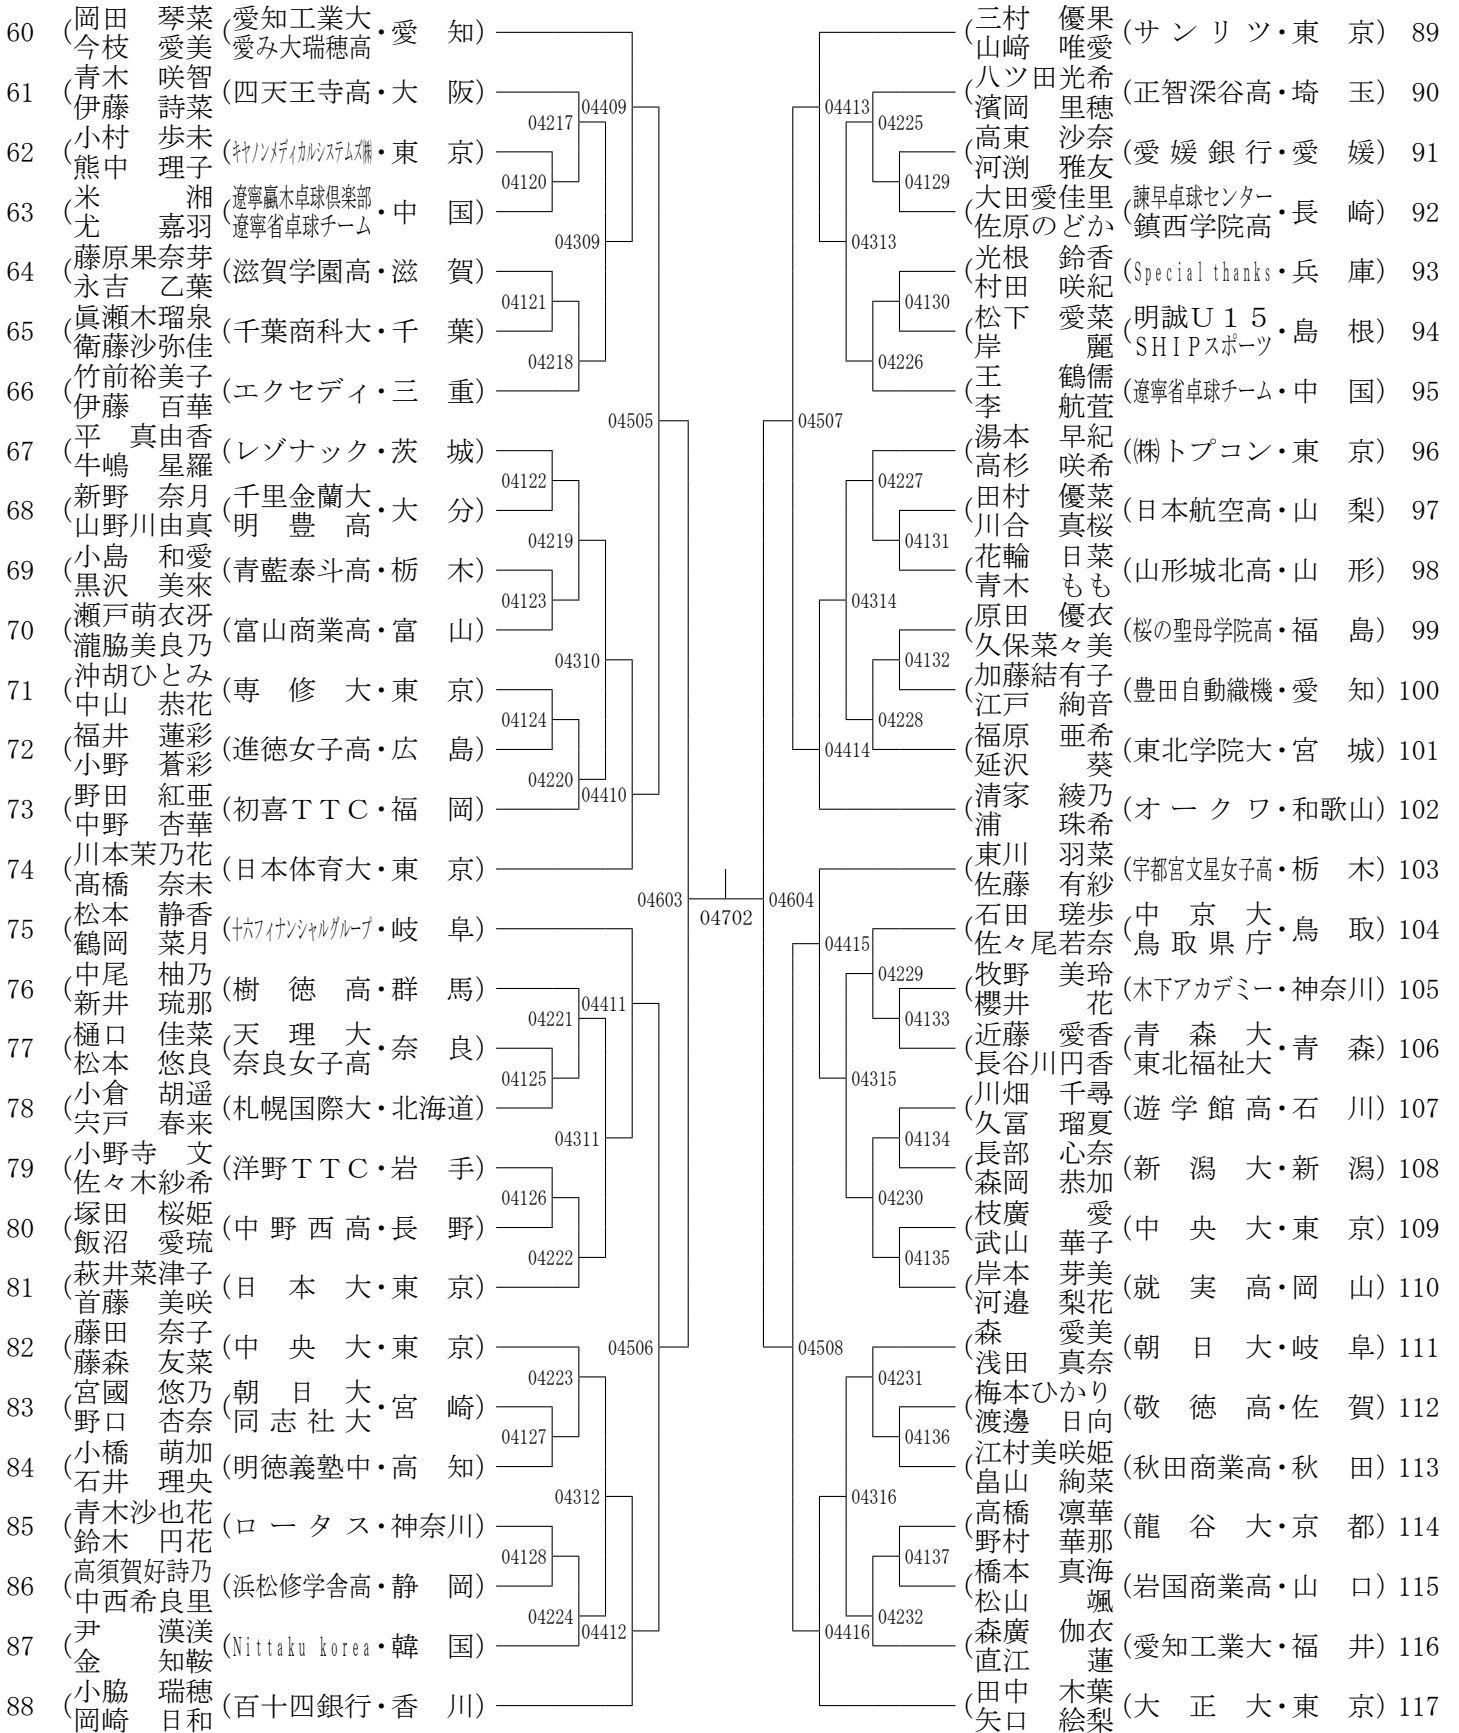 60 (岡田　琴菜 (愛知工業大・愛　知)
今枝　愛美 愛み大瑞穂高
61 (青木　咲智 (四天王寺高・大　阪)
伊藤　詩菜
62 (小村　歩未 (キヤノンメディカルシステムズ㈱・東　京)
熊中　理子
63 (米　　湘 (遼寧贏木卓球倶楽部・中　国)
尤　嘉羽 遼寧省卓球チーム
64 (藤原果奈芽 (滋賀学園高・滋　賀)
永吉　乙葉
65 (眞瀬木瑠泉 (千葉商科大・千　葉)
衛藤沙弥佳
66 (竹前裕美子 (エクセディ・三　重)
伊藤　百華
67 (平　真由香 (レゾナック・茨　城)
牛嶋　星羅
68 (新野　奈月 (千里金蘭大・大　分)
山野川由真 明　豊　高
69 (小島　和愛 (青藍泰斗高・栃　木)
黒沢　美來
70 (瀬戸萌衣冴 (富山商業高・富　山)
瀧脇美良乃
71 (沖胡ひとみ (専　修　大・東　京)
中山　恭花
72 (福井　蓮彩 (進徳女子高・広　島)
小野　蒼彩
73 (野田　紅亜 (初喜ＴＴＣ・福　岡)
中野　杏華
74 (川本茉乃花 (日本体育大・東　京)
髙橋　奈未
75 (松本　静香 (十六フィナンシャルグループ・岐　阜)
鶴岡　菜月
76 (中尾　柚乃 (樹　徳　高・群　馬)
新井　琉那
77 (樋口　佳菜 (天　理　大・奈　良)
松本　悠良 奈良女子高
78 (小倉　胡遥 (札幌国際大・北海道)
宍戸　春来
79 (小野寺　文 (洋野ＴＴＣ・岩　手)
佐々木紗希
80 (塚田　桜姫 (中野西高・長　野)
飯沼　愛琉
81 (萩井菜津子 (日　本　大・東　京)
首藤　美咲
82 (藤田　奈子 (中　央　大・東　京)
藤森　友菜
83 (宮國　悠乃 (朝　日　大・宮　崎)
野口　杏奈 同志社大
84 (小橋　萌加 (明徳義塾中・高　知)
石井　理央
85 (青木沙也花 (ロータス・神奈川)
鈴木　円花
86 (高須賀好詩乃 (浜松修学舎高・静　岡)
中西希良里
87 (尹　漢渼 (Nittaku korea・韓　国)
金　知鞍
88 (小脇　瑞穂 (百十四銀行・香　川)
岡崎　日和
04120
04121
04122
04123
04124
04125
04126
04127
04128
04217
04218
04219
04220
04221
04222
04223
04224
04309
04310
04311
04312
04409
04410
04411
04412
04505
04506
04603
04702
04604
04507
04508
04413
04414
04415
04416
04313
04314
04315
04316
04225
04226
04227
04228
04229
04230
04231
04232
04129
04130
04131
04132
04133
04134
04135
04136
04137
(三村　優果 (サンリツ・東　京) 89
山﨑　唯愛
(八ツ田光希 (正智深谷高・埼　玉) 90
濱岡　里穂
(高東　沙奈 (愛媛銀行・愛　媛) 91
河渕　雅友
(大田愛佳里 (諫早卓球センター・長　崎) 92
佐原のどか 鎮西学院高
(光根　鈴香 (Special thanks・兵　庫) 93
村田　咲紀
(松下　愛菜 (明誠Ｕ１５・島　根) 94
岸　　麗 ＳＨＩＰスポーツ
(王　鶴儒 (遼寧省卓球チーム・中　国) 95
李　航萱
(湯本　早紀 (㈱トプコン・東　京) 96
高杉　咲希
(田村　優菜 (日本航空高・山　梨) 97
川合　真桜
(花輪　日菜 (山形城北高・山　形) 98
青木　もも
(原田　優衣 (桜の聖母学院高・福　島) 99
久保菜々美
(加藤結有子 (豊田自動織機・愛　知) 100
江戸　絢音
(福原　亜希 (東北学院大・宮　城) 101
延沢　　葵
(清家　綾乃 (オークワ・和歌山) 102
浦　　珠希
(東川　羽菜 (宇都宮文星女子高・栃　木) 103
佐藤　有紗
(石田　瑳歩 (中　京　大・鳥　取) 104
佐々尾若奈 鳥取県庁
(牧野　美玲 (木下アカデミー・神奈川) 105
櫻井　　花
(近藤　愛香 (青　森　大・青　森) 106
長谷川円香 東北福祉大
(川畑　千尋 (遊学館高・石　川) 107
久冨　瑠夏
(長部　心奈 (新　潟　大・新　潟) 108
森岡　恭加
(枝廣　　愛 (中　央　大・東　京) 109
武山　華子
(岸本　芽美 (就　実　高・岡　山) 110
河邉　梨花
(森　　愛美 (朝　日　大・岐　阜) 111
浅田　真奈
(梅本ひかり (敬　徳　高・佐　賀) 112
渡邊　日向
(江村美咲姫 (秋田商業高・秋　田) 113
畠山　絢菜
(高橋　凛華 (龍　谷　大・京　都) 114
野村　華那
(橋本　真海 (岩国商業高・山　口) 115
松山　　颯
(森廣　伽衣 (愛知工業大・福　井) 116
直江　　蓮
(田中　木葉 (大　正　大・東　京) 117
矢口　絵梨